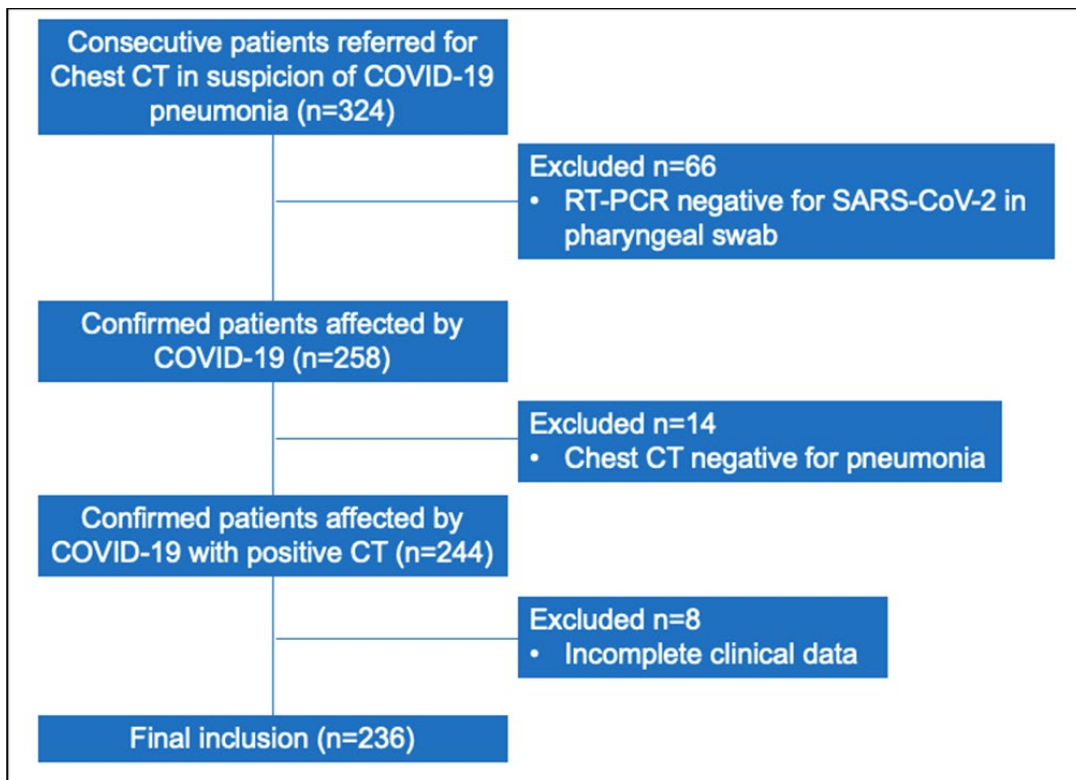 Consecutive patients referred for
Chest CT in suspicion of COVID-19
pneumonia (n=324)
Excluded n=66
• RT-PCR negative for SARS-CoV-2 in
pharyngeal swab
Confirmed patients affected by
COVID-19 (n=258)
Excluded n=14
• Chest CT negative for pneumonia
Confirmed patients affected by
COVID-19 with positive CT (n=244)
Excluded n=8
• Incomplete clinical data
Final inclusion (n=236)